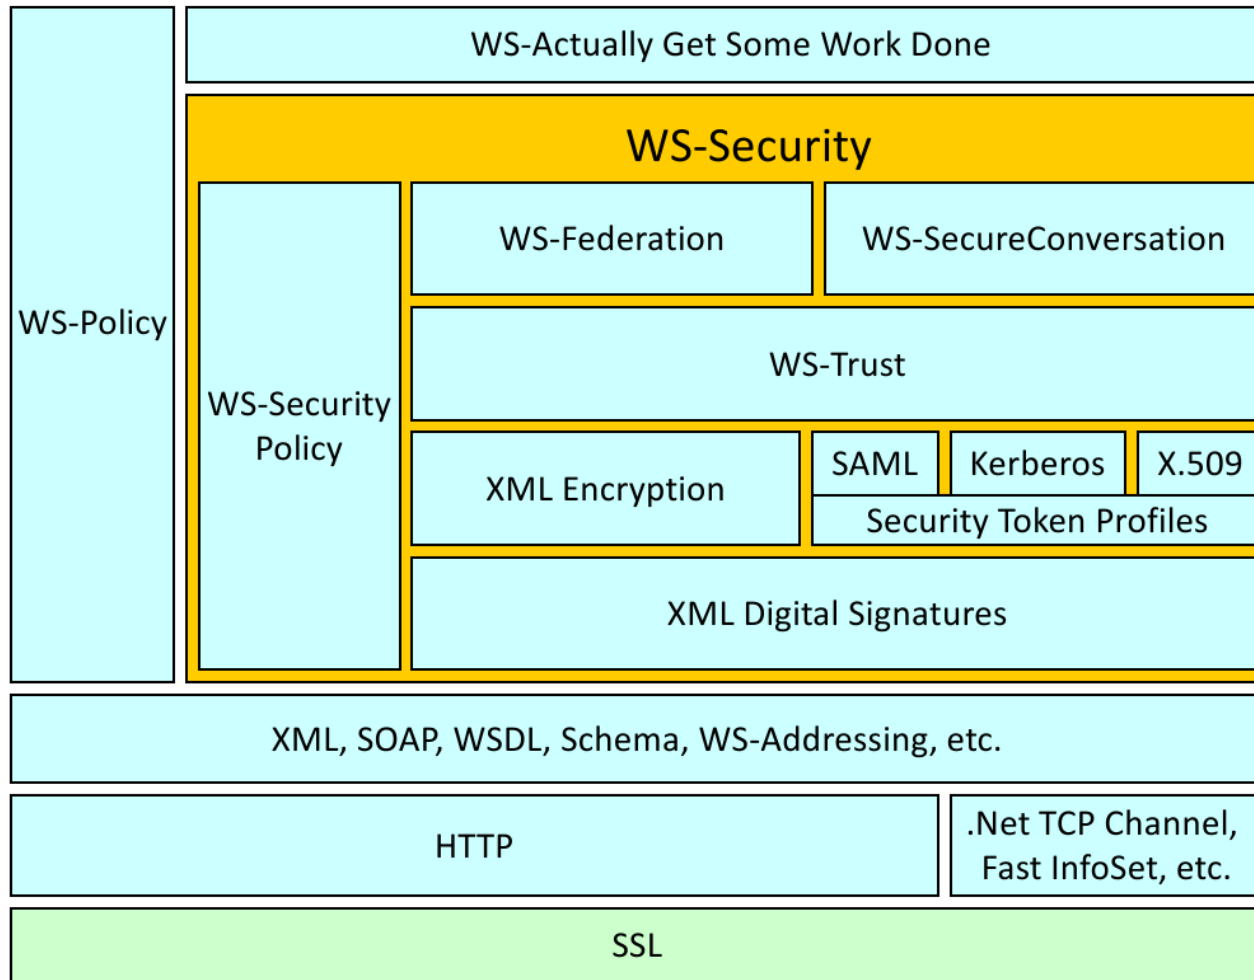 WS-Actually Get Some Work Done
WS-Security
WS-Federation
WS-SecureConversation
WS-Policy
WS-Trust
WS-Security
Policy
SAML
Kerberos
X.509
XML Encryption
Security Token Profiles
XML Digital Signatures
XML, SOAP, WSDL, Schema, WS-Addressing, etc.
HTTP
.Net TCP Channel,
Fast InfoSet, etc.
SSL